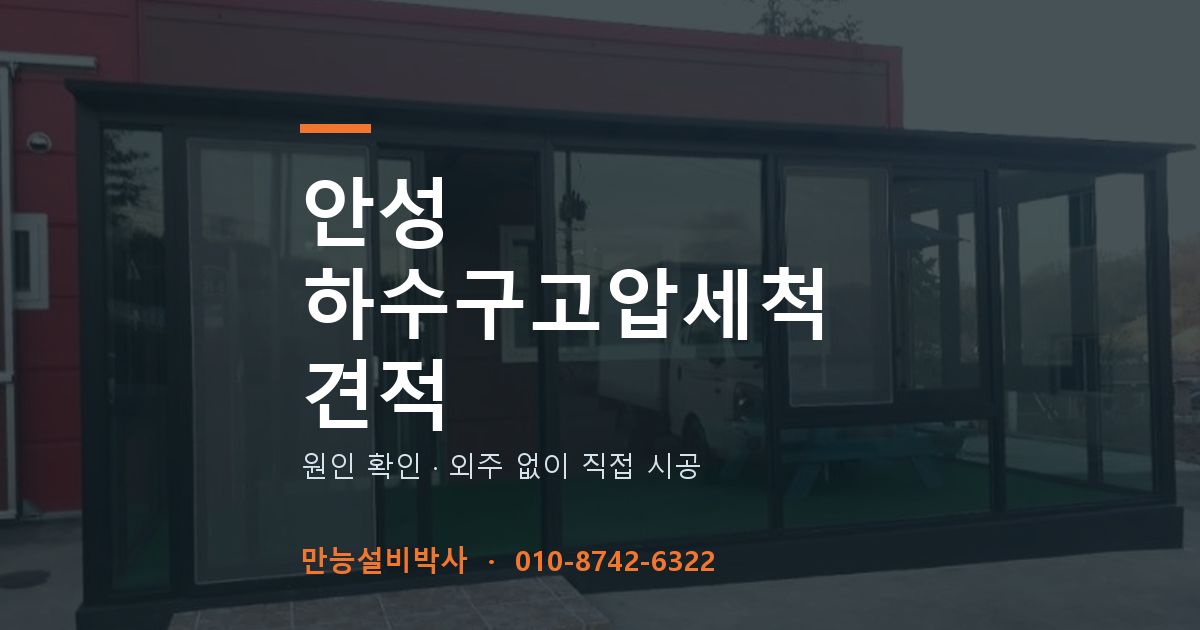 안성
하수구고압세척
견적
원인 확인 · 외주 없이 직접 시공
만능설비박사 · 010-8742-6322